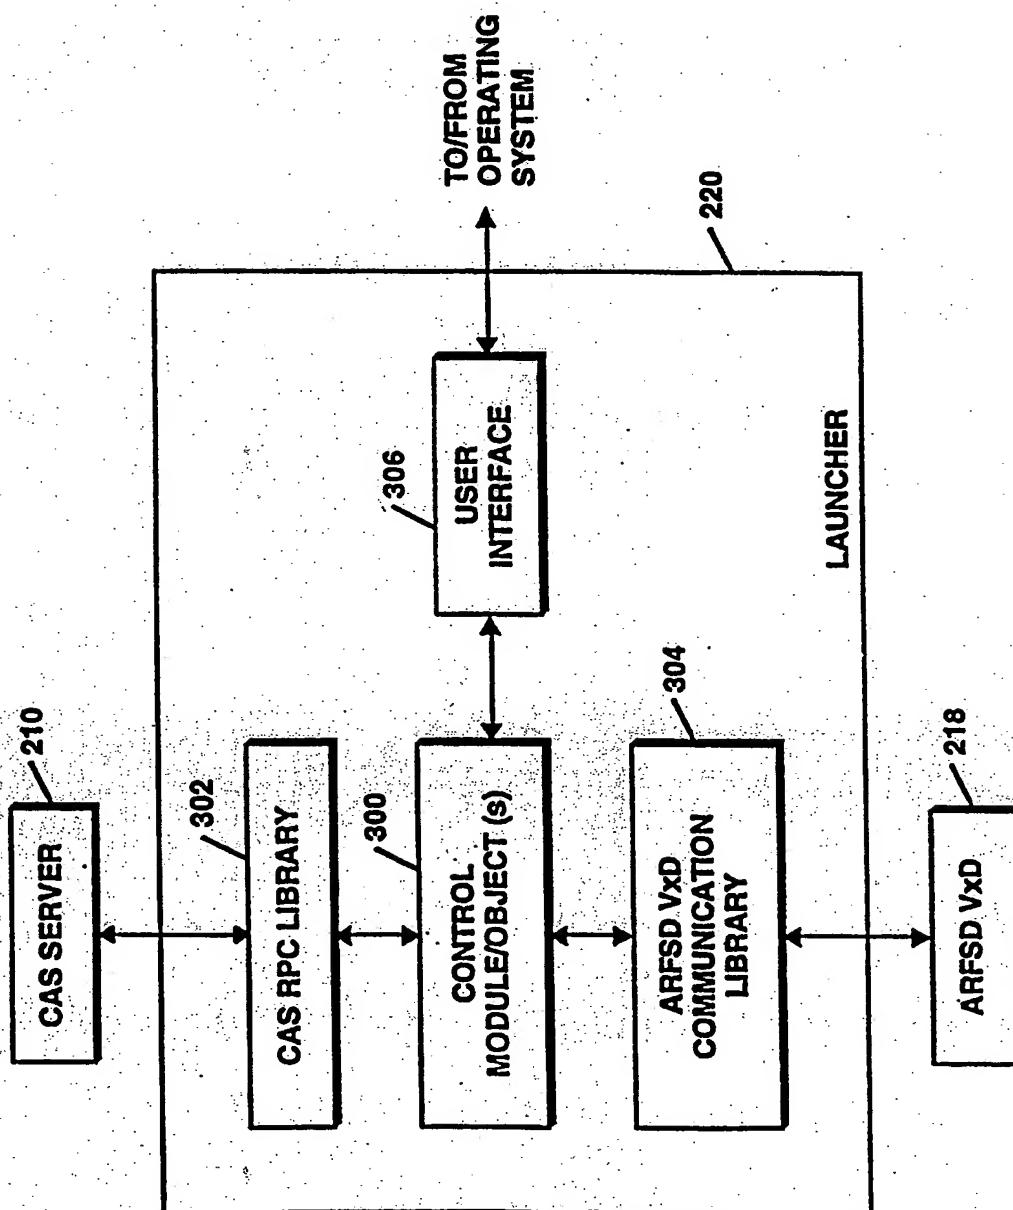 TO/FROM
OPERATING
SYSTEM
220
306
USER
INTERFACE
LAUNCHER
210
CAS SERVER
302
CAS RPC LIBRARY
300
CONTROL
MODULE/OBJECT (s)
304
ARFSD VxD
COMMUNICATION
LIBRARY
218
ARFSD VxD